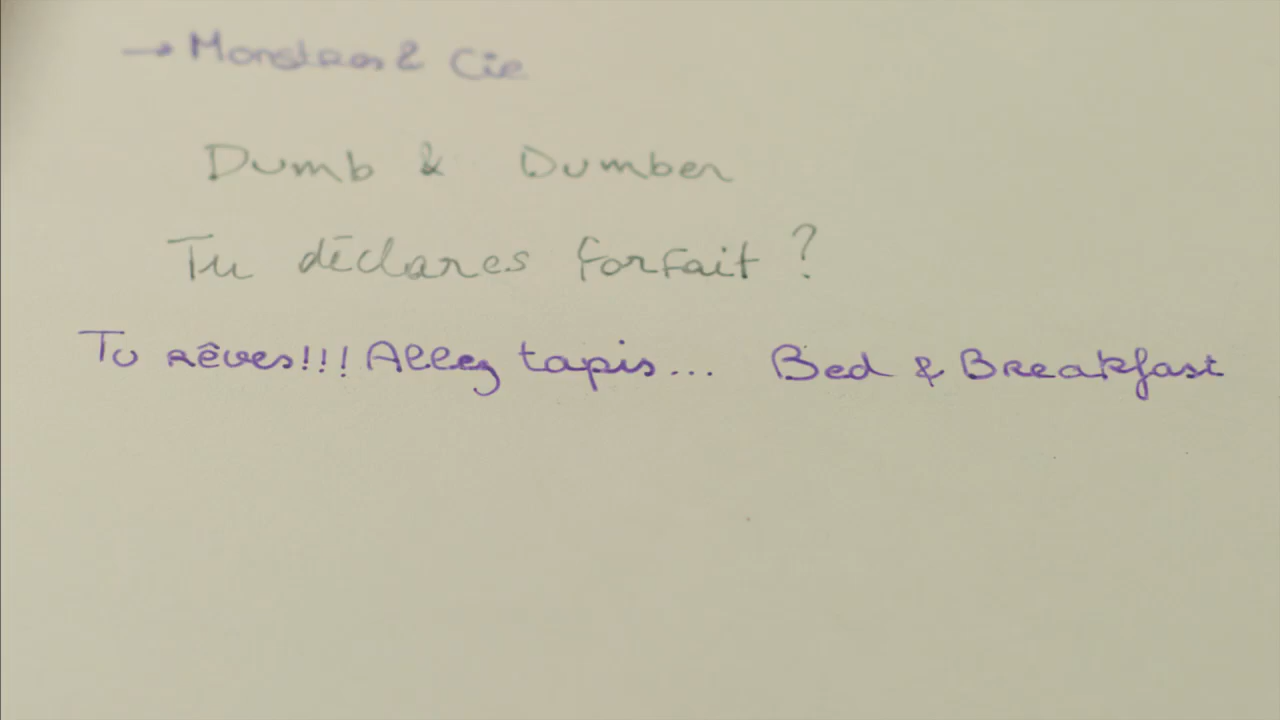 → Monstres & Cie
Dumb & Dumber
Tu déclares forfait ?
Tu rêves!!! Allez tapis... Bed & Breakfast